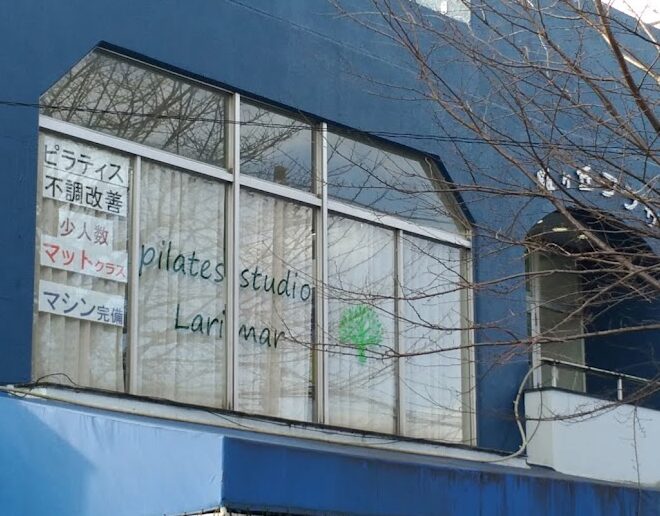 ピラティス
不調改善
少人数
マットクラス
マシン完備
pilates studio
Larimar